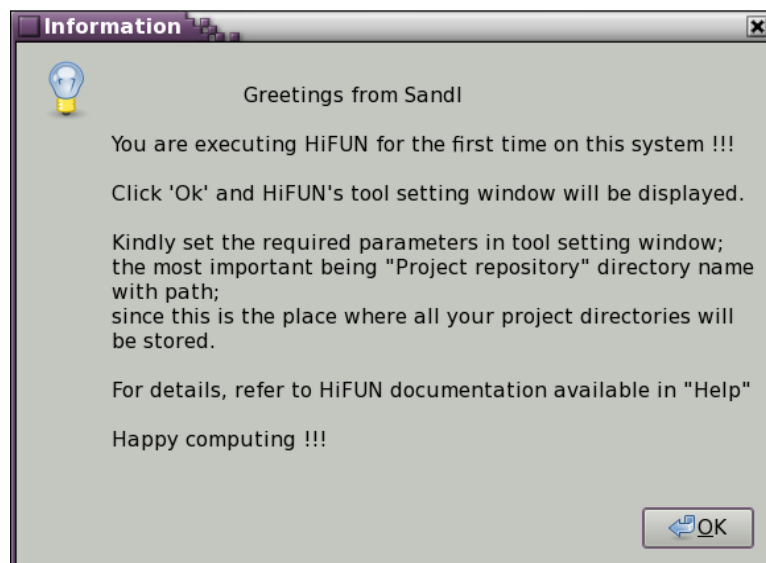 Information
Greetings from SandI
You are executing HiFUN for the first time on this system !!!
Click 'Ok' and HiFUN's tool setting window will be displayed.
Kindly set the required parameters in tool setting window;
the most important being "Project repository" directory name
with path;
since this is the place where all your project directories will
be stored.
For details, refer to HiFUN documentation available in "Help"
Happy computing !!!
OK